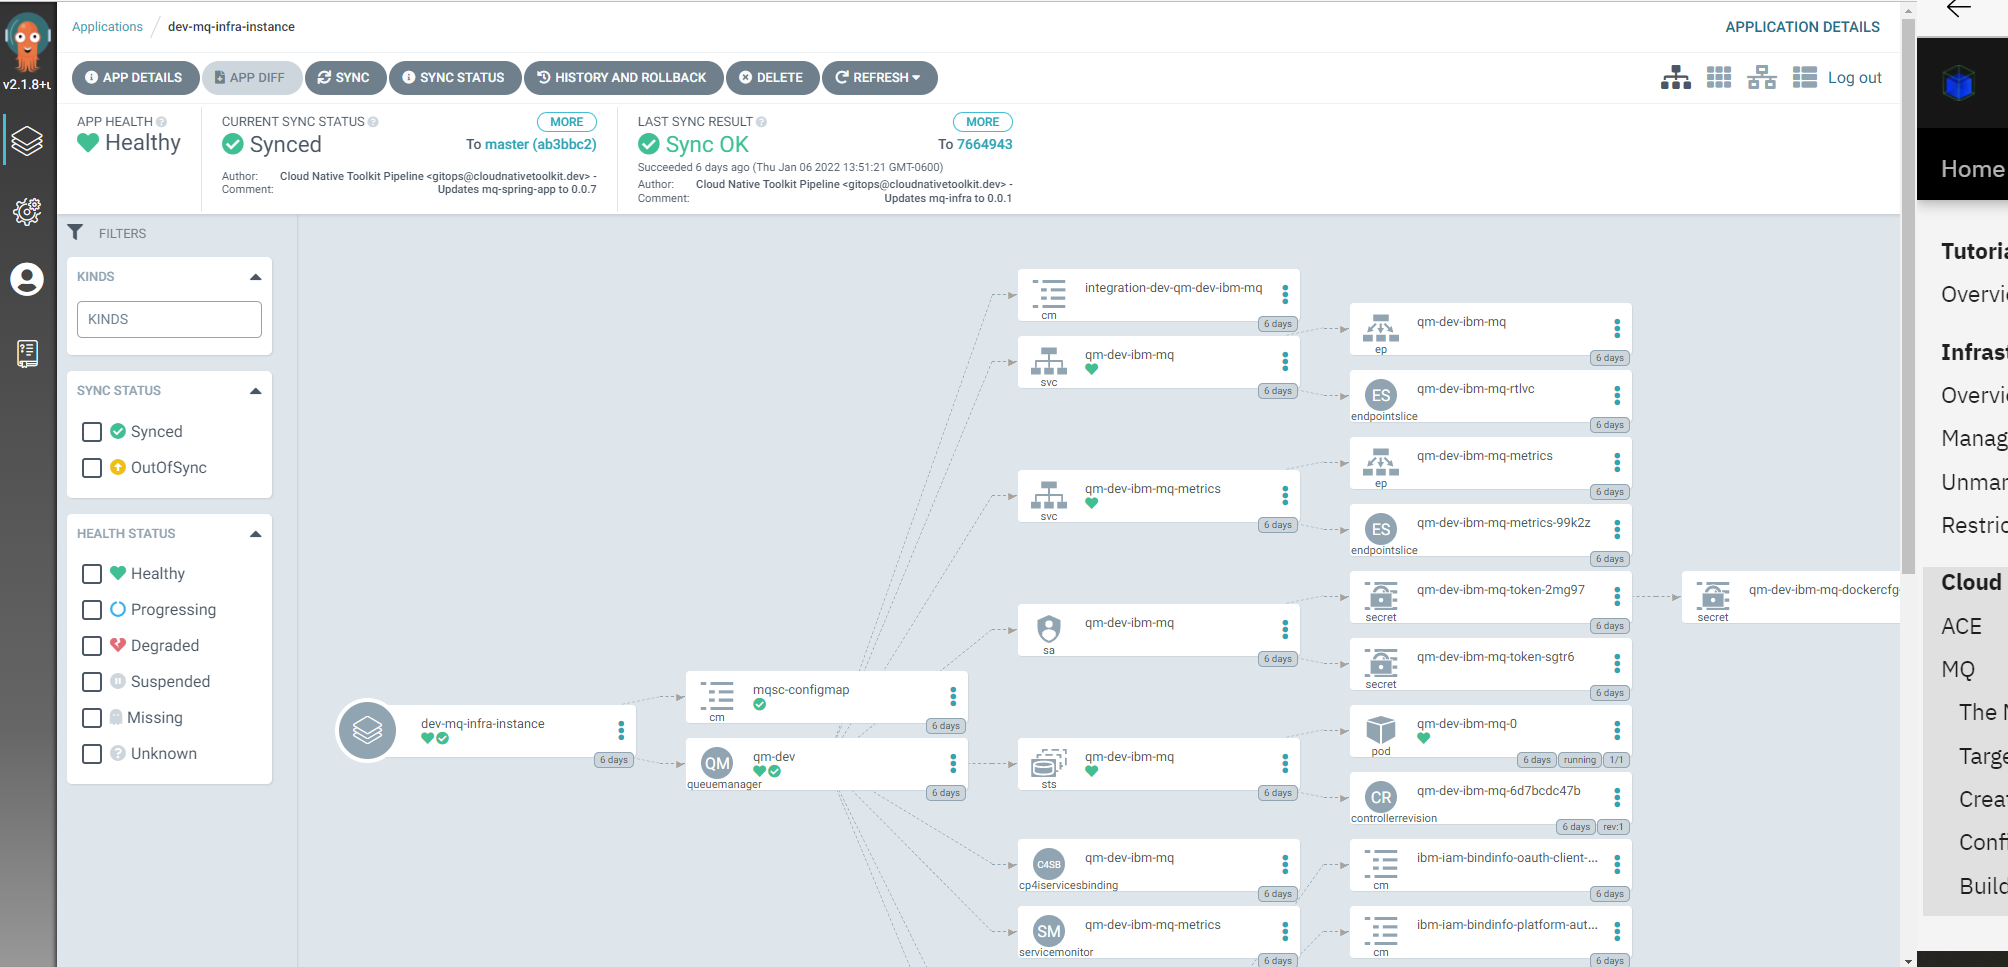 v2.1.8+u
Applications / dev-mq-infra-instance
APPLICATION DETAILS
APP DETAILS
APP DIFF
SYNC
SYNC STATUS
HISTORY AND ROLLBACK
DELETE
REFRESH
Log out
APP HEALTH
Healthy
CURRENT SYNC STATUS
MORE
Synced
To master (ab3bbc2)
Author: Cloud Native Toolkit Pipeline <gitops@cloudnativetoolkit.dev> -
Comment: Updates mq-spring-app to 0.0.7
LAST SYNC RESULT
MORE
Sync OK
To 7664943
Succeeded 6 days ago (Thu Jan 06 2022 13:51:21 GMT-0600)
Author: Cloud Native Toolkit Pipeline <gitops@cloudnativetoolkit.dev> -
Comment: Updates mq-infra to 0.0.1
FILTERS
KINDS
KINDS
SYNC STATUS
Synced
OutOfSync
HEALTH STATUS
Healthy
Progressing
Degraded
Suspended
Missing
Unknown
dev-mq-infra-instance
6 days
mqsc-configmap
cm
6 days
QM
qm-dev
queuemanager
6 days
integration-dev-qm-dev-ibm-mq
cm
6 days
qm-dev-ibm-mq
svc
6 days
qm-dev-ibm-mq-metrics
svc
6 days
qm-dev-ibm-mq
sa
6 days
qm-dev-ibm-mq
sts
6 days
C4SB
qm-dev-ibm-mq
cp4iservicesbinding
6 days
SM
qm-dev-ibm-mq-metrics
servicemonitor
6 days
qm-dev-ibm-mq
ep
6 days
ES
qm-dev-ibm-mq-rtlvc
endpointslice
6 days
qm-dev-ibm-mq-metrics
ep
6 days
ES
qm-dev-ibm-mq-metrics-99k2z
endpointslice
6 days
qm-dev-ibm-mq-token-2mg97
secret
6 days
qm-dev-ibm-mq-token-sgtr6
secret
6 days
qm-dev-ibm-mq-0
pod
6 days running 1/1
CR
qm-dev-ibm-mq-6d7bcdc47b
controllerrevision
6 days rev:1
ibm-iam-bindinfo-oauth-client-...
cm
6 days
ibm-iam-bindinfo-platform-aut...
cm
6 days
qm-dev-ibm-mq-dockercfg-
secret
Home
Tutoria
Overvi
Infrast
Overvi
Manag
Unmar
Restric
Cloud
ACE
MQ
The N
Targe
Creat
Confi
Build